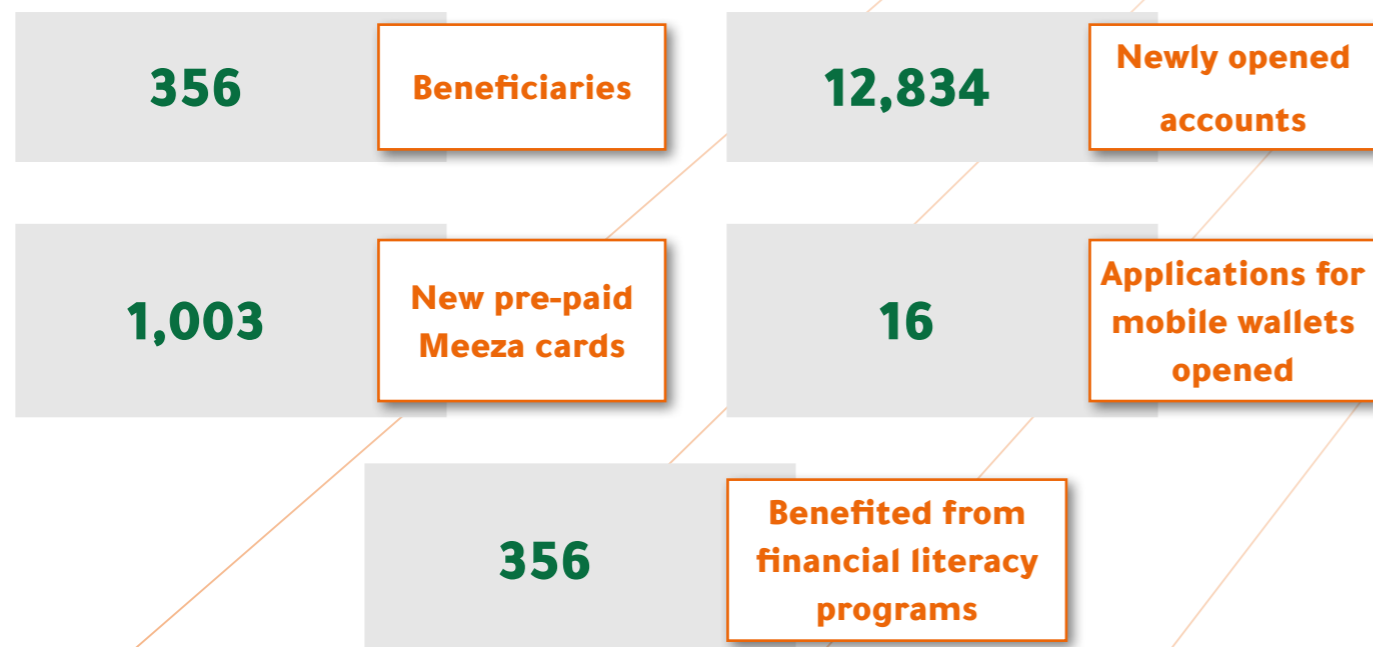 356
Beneficiaries
12,834
Newly opened
accounts
1,003
New pre-paid
Meeza cards
16
Applications for
mobile wallets
opened
356
Benefited from
financial literacy
programs